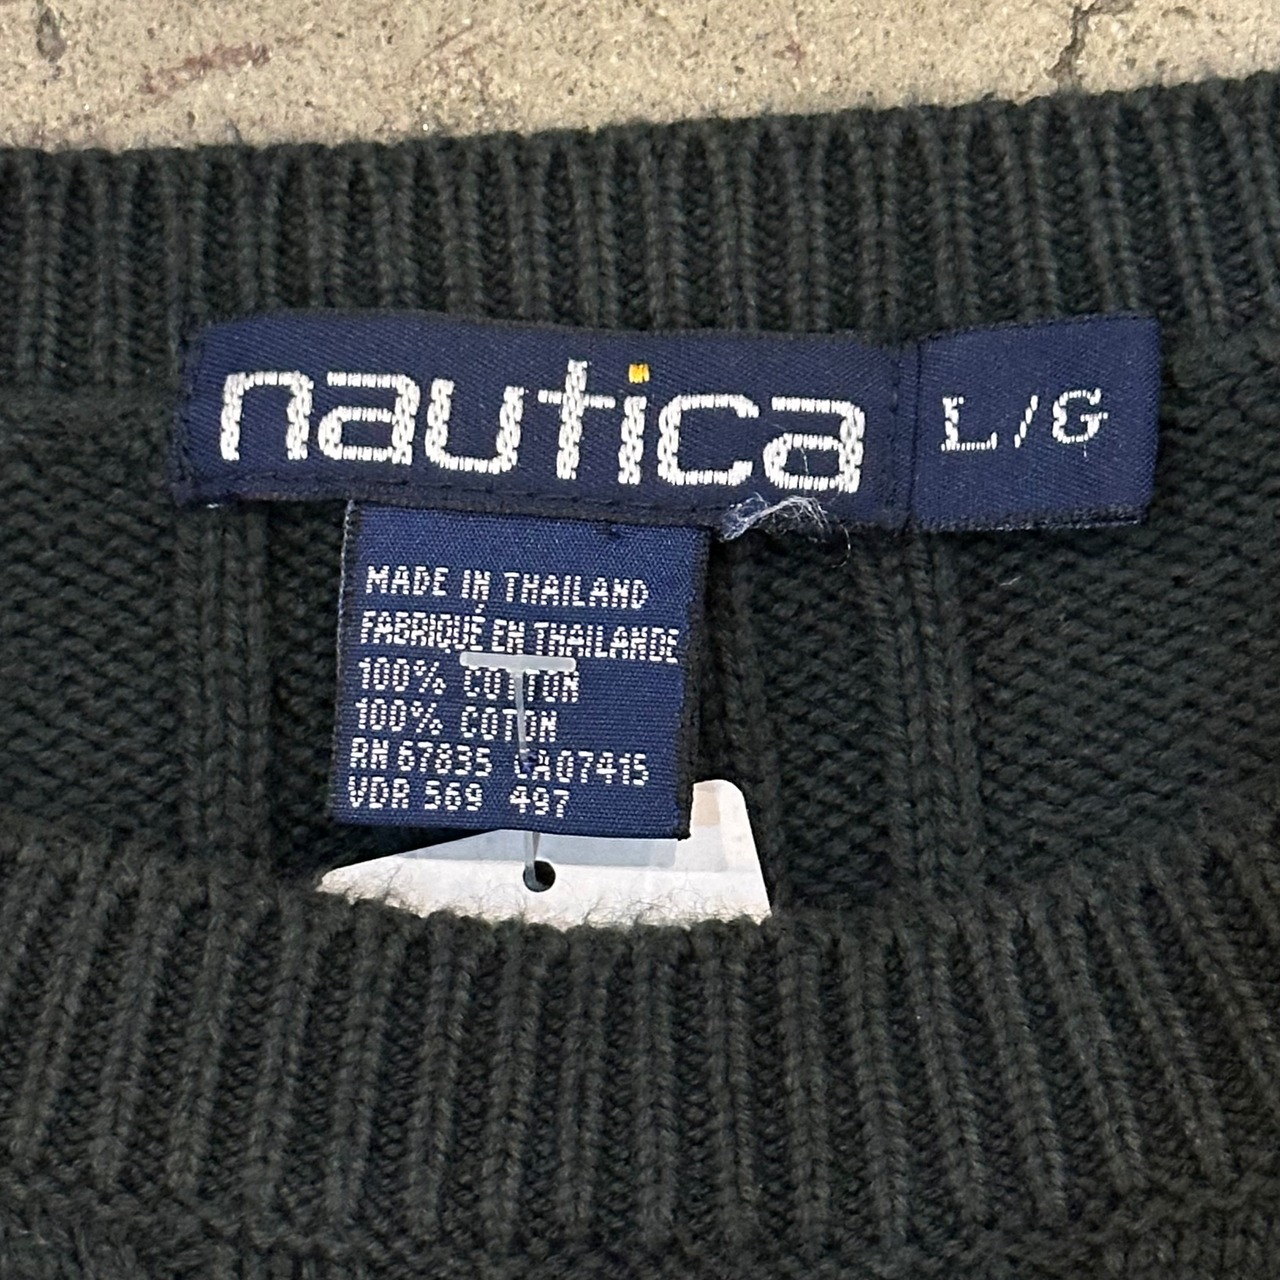 nautica
L/G
MADE IN THAILAND
FABRIQUÉ EN THAILANDE
100% COTTON
100% COTON
RN 67835 CA07415
VDR 569 497